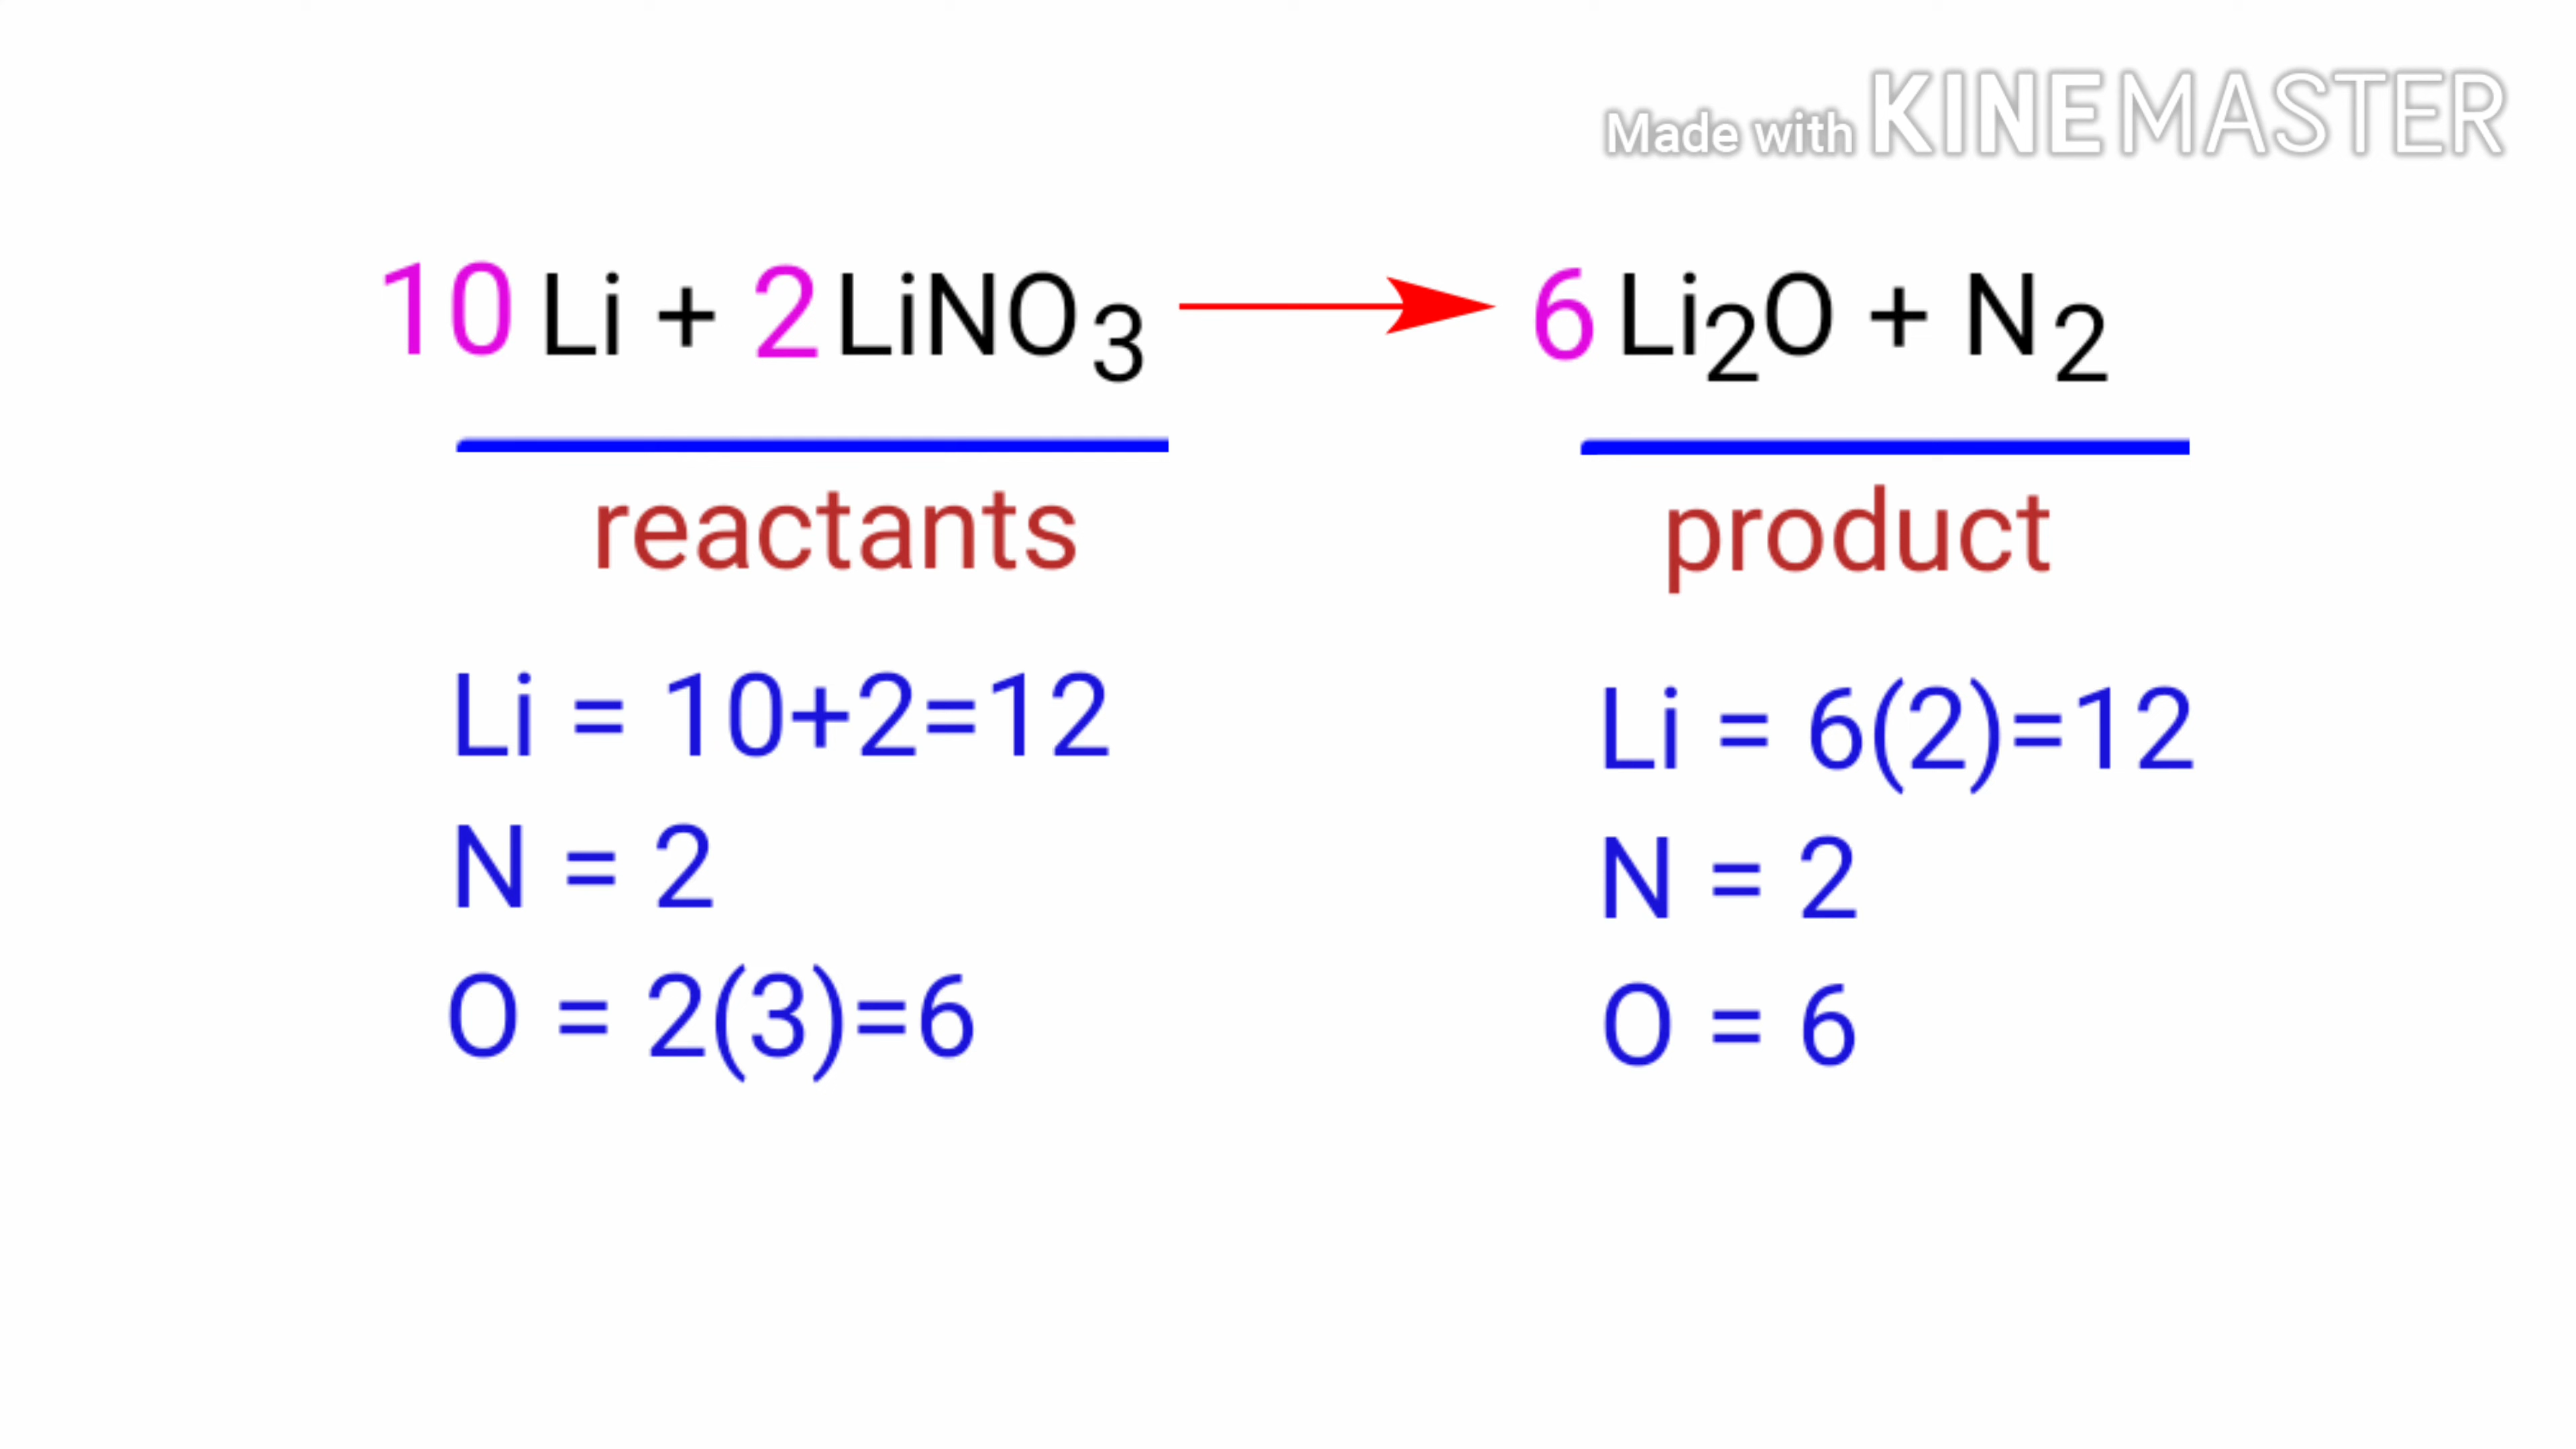 Made with KINEMASTER
10 Li + 2 LiNO3 → 6 Li2O + N2
reactants
product
Li = 10+2=12
Li = 6(2)=12
N = 2
N = 2
O = 2(3)=6
O = 6